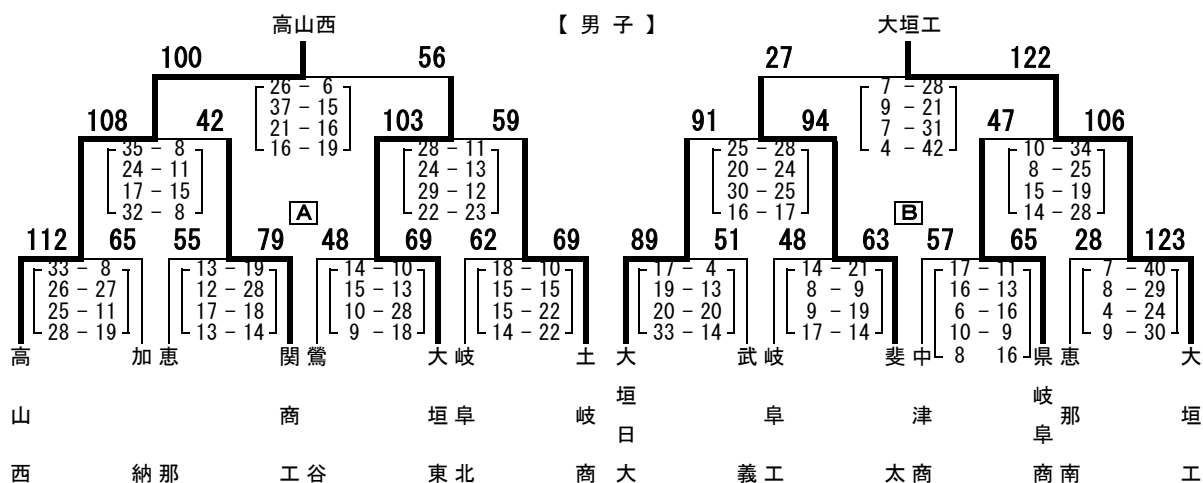 高山西 【 男 子 】 大垣工
100 56 27 122
26 - 6 7 - 28
37 - 15 9 - 21
21 - 16 7 - 31
16 - 19 4 - 42
108 42 103 59 91 94 47 106
35 - 8 28 - 11 25 - 28 10 - 34
24 - 11 24 - 13 20 - 24 8 - 25
17 - 15 29 - 12 30 - 25 15 - 19
32 - 8 22 - 23 16 - 17 14 - 28
A B
112 65 55 79 48 69 62 69 89 51 48 63 57 65 28 123
33 - 8 13 - 19 14 - 10 18 - 10 17 - 4 14 - 21 17 - 11 7 - 40
26 - 27 12 - 28 15 - 13 15 - 15 19 - 13 8 - 9 16 - 13 8 - 29
25 - 11 17 - 18 10 - 28 15 - 22 20 - 20 9 - 19 6 - 16 4 - 24
28 - 19 13 - 14 9 - 18 14 - 22 33 - 14 17 - 14 10 - 9 9 - 30
8 16
高山西
加納
恵那
関商工
鶯谷
大垣東
岐阜北
土岐商
大垣日大
武義
岐阜工
斐太
中津商
県岐阜商
恵那南
大垣工